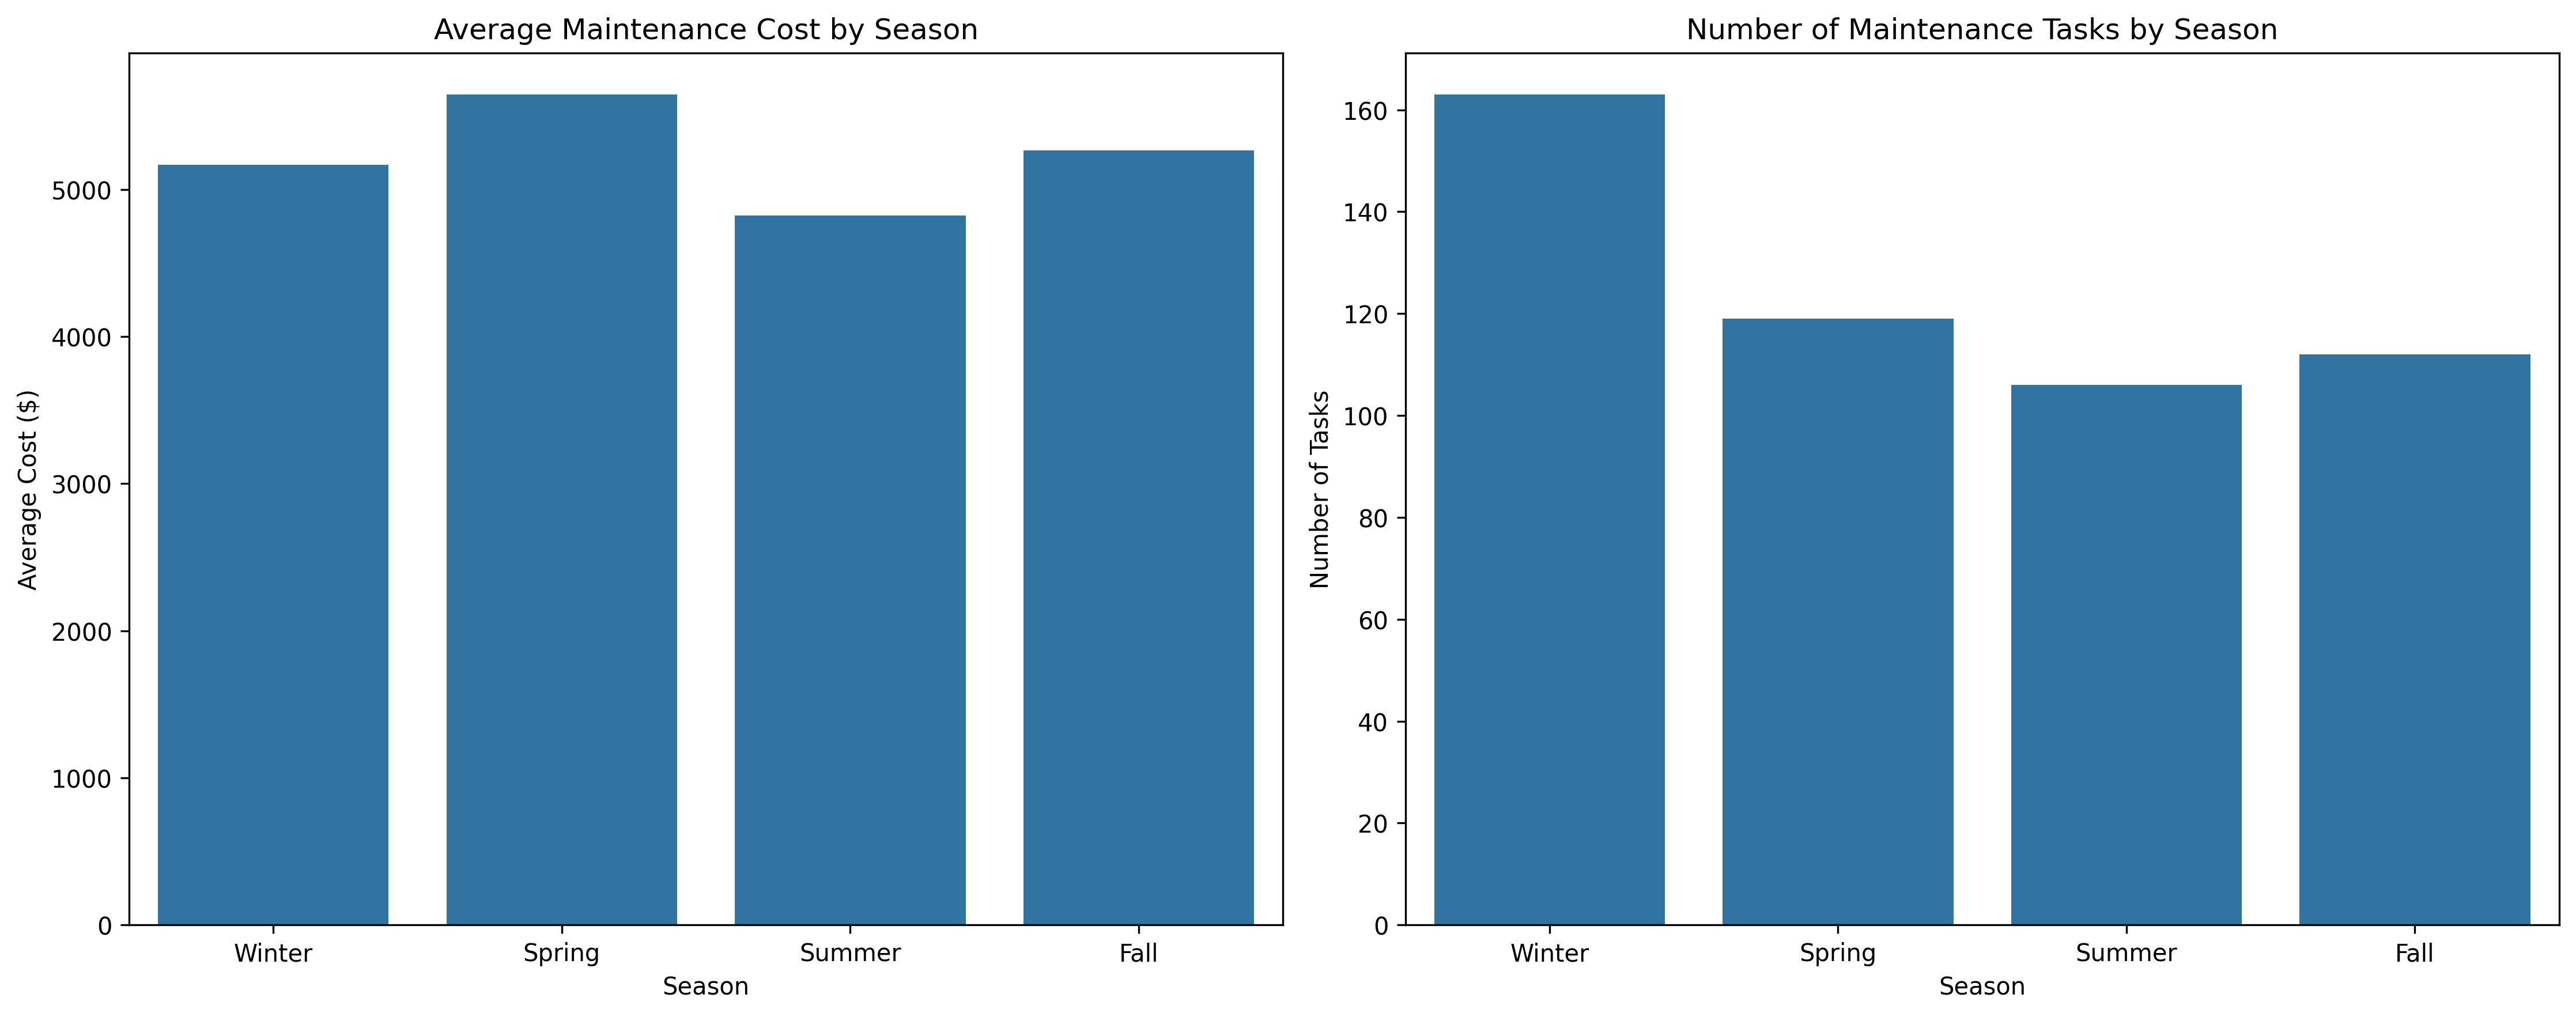 Average Maintenance Cost by Season
Average Cost ($)
5000
4000
3000
2000
1000
0
Winter
Spring
Summer
Fall
Season
Number of Maintenance Tasks by Season
Number of Tasks
160
140
120
100
80
60
40
20
0
Winter
Spring
Summer
Fall
Season